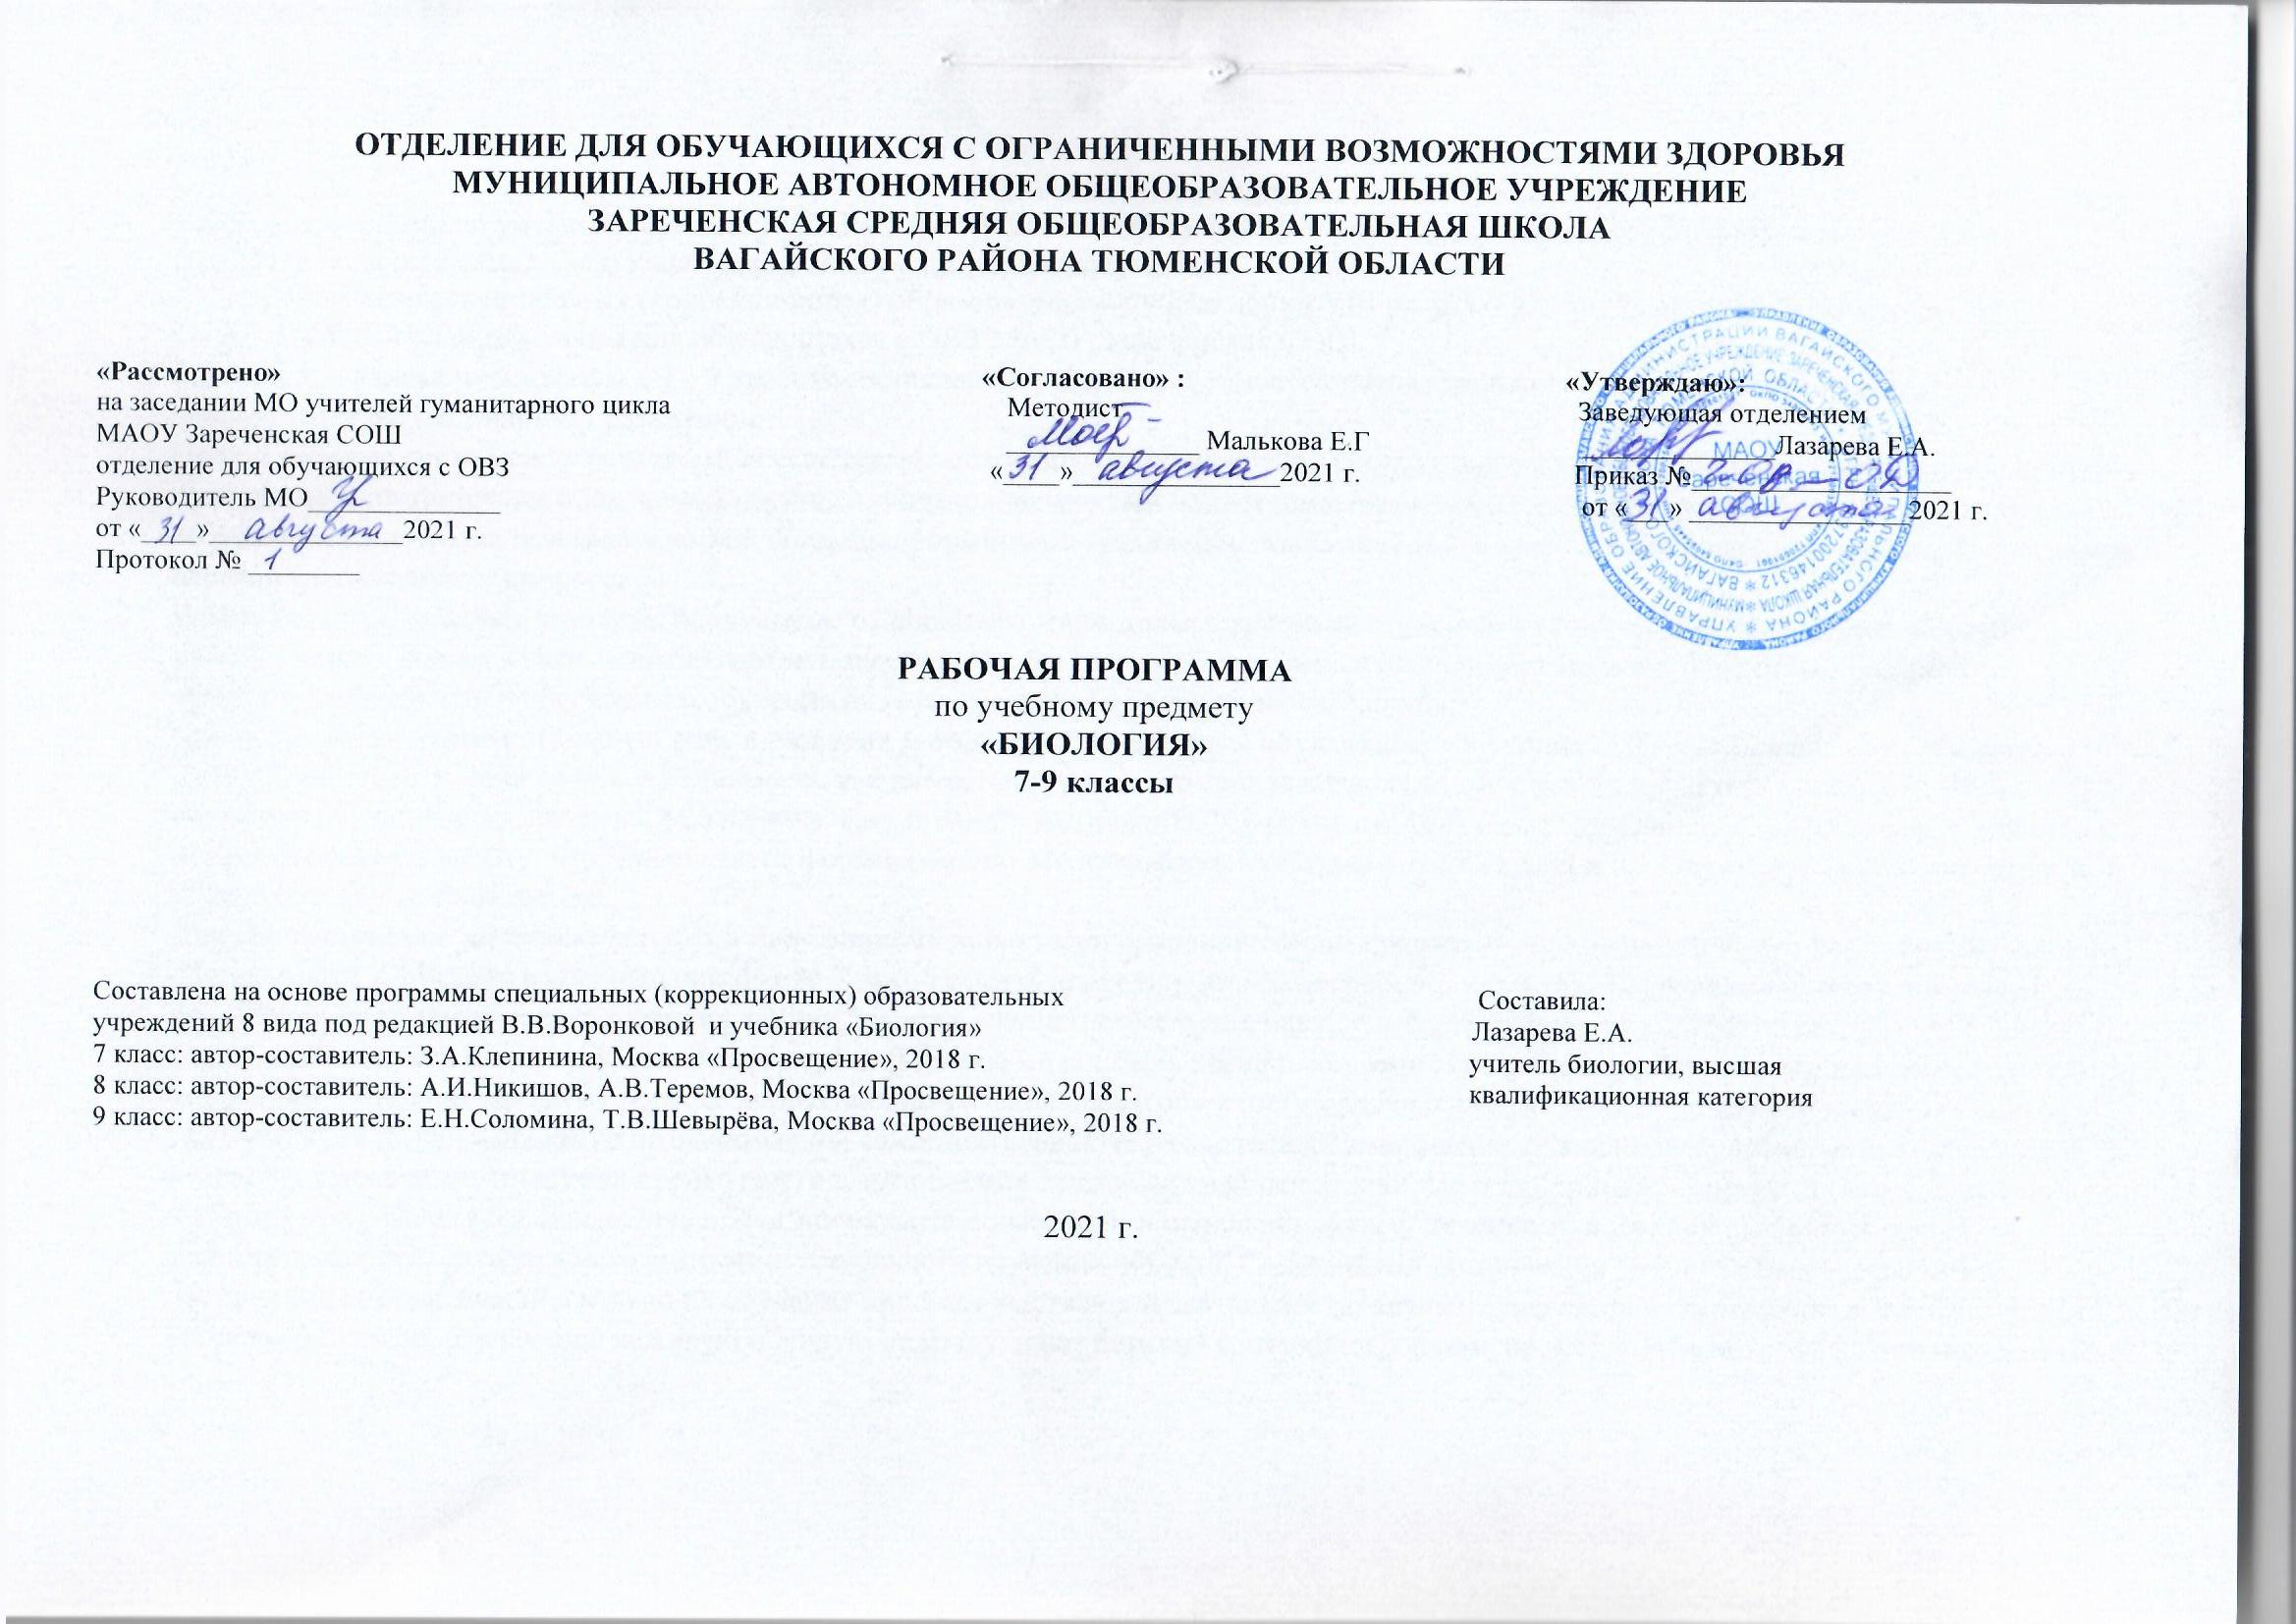 ОТДЕЛЕНИЕ ДЛЯ ОБУЧАЮЩИХСЯ С ОГРАНИЧЕННЫМИ ВОЗМОЖНОСТЯМИ ЗДОРОВЬЯ
МУНИЦИПАЛЬНОЕ АВТОНОМНОЕ ОБЩЕОБРАЗОВАТЕЛЬНОЕ УЧРЕЖДЕНИЕ
ЗАРЕЧЕНСКАЯ СРЕДНЯЯ ОБЩЕОБРАЗОВАТЕЛЬНАЯ ШКОЛА
ВАГАЙСКОГО РАЙОНА ТЮМЕНСКОЙ ОБЛАСТИ
«Рассмотрено»
на заседании МО учителей гуманитарного цикла
МАОУ Зареченская СОШ
отделение для обучающихся с ОВЗ
Руководитель МО
от «31» августа 2021 г.
Протокол № 1
«Согласовано» :
Методист
Малькова Е.Г
«31» августа 2021 г.
«Утверждаю»:
Заведующая отделением
Лазарева Е.А.
Приказ №
от «31» августа 2021 г.
МАОУ
Зареченская
СОШ
РАБОЧАЯ ПРОГРАММА
по учебному предмету
«БИОЛОГИЯ»
7-9 классы
Составлена на основе программы специальных (коррекционных) образовательных
учреждений 8 вида под редакцией В.В.Воронковой и учебника «Биология»
7 класс: автор-составитель: З.А.Клепинина, Москва «Просвещение», 2018 г.
8 класс: автор-составитель: А.И.Никишов, А.В.Теремов, Москва «Просвещение», 2018 г.
9 класс: автор-составитель: Е.Н.Соломина, Т.В.Шевырёва, Москва «Просвещение», 2018 г.
Составила:
Лазарева Е.А.
учитель биологии, высшая
квалификационная категория
2021 г.